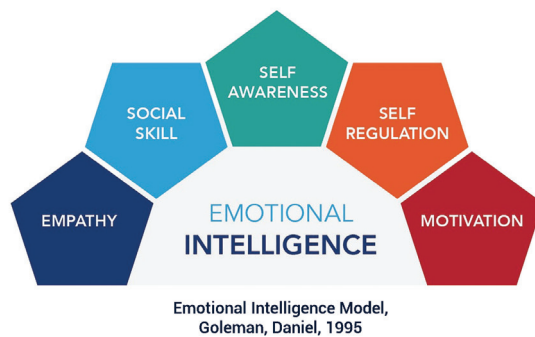 SELF
AWARENESS
SOCIAL
SKILL
SELF
REGULATION
EMPATHY
EMOTIONAL
INTELLIGENCE
MOTIVATION
Emotional Intelligence Model,
Goleman, Daniel, 1995